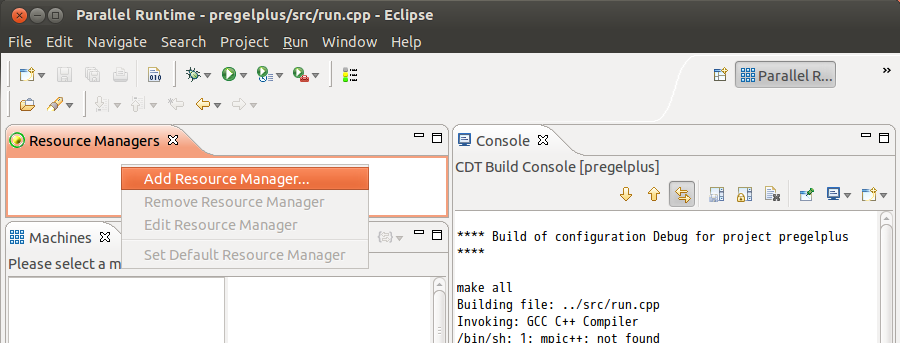 Parallel Runtime - pregelplus/src/run.cpp - Eclipse
File Edit Navigate Search Project Run Window Help
010
Parallel R...
»
Resource Managers
Add Resource Manager...
Remove Resource Manager
Edit Resource Manager
Set Default Resource Manager
Machines
Please select a m
Console
CDT Build Console [pregelplus]
**** Build of configuration Debug for project pregelplus
****
make all
Building file: ../src/run.cpp
Invoking: GCC C++ Compiler
/bin/sh: 1: mpic++: not found